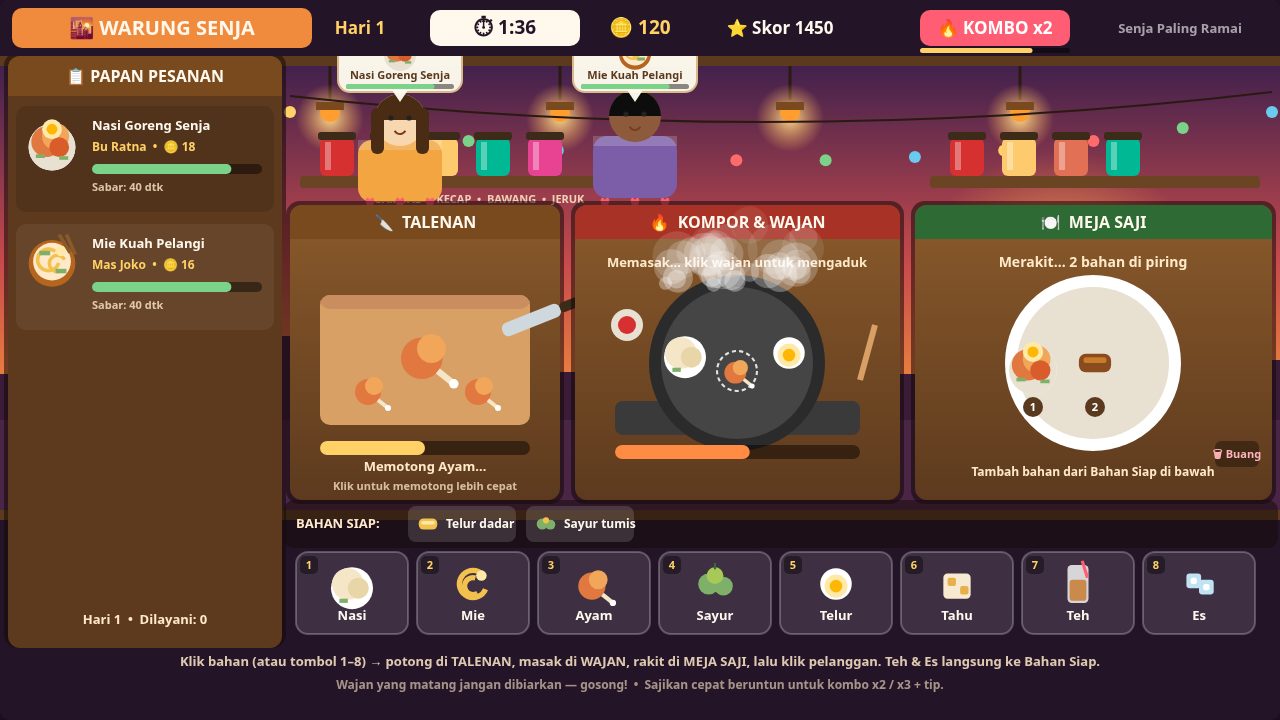 WARUNG SENJA
Hari 1
1:36
120
Skor 1450
KOMBO x2
Senja Paling Ramai
PAPAN PESANAN
Nasi Goreng Senja
Bu Ratna • 18
Sabar: 40 dtk
Mie Kuah Pelangi
Mas Joko • 16
Sabar: 40 dtk
Hari 1 • Dilayani: 0
Nasi Goreng Senja
Mie Kuah Pelangi
KECAP • BAWANG • JERUK
TALENAN
Memotong Ayam...
Klik untuk memotong lebih cepat
KOMPOR & WAJAN
Memasak... klik wajan untuk mengaduk
MEJA SAJI
Merakit... 2 bahan di piring
1
2
Buang
Tambah bahan dari Bahan Siap di bawah
BAHAN SIAP:
Telur dadar
Sayur tumis
1
Nasi
2
Mie
3
Ayam
4
Sayur
5
Telur
6
Tahu
7
Teh
8
Es
Klik bahan (atau tombol 1–8) → potong di TALENAN, masak di WAJAN, rakit di MEJA SAJI, lalu klik pelanggan. Teh & Es langsung ke Bahan Siap.
Wajan yang matang jangan dibiarkan — gosong! • Sajikan cepat beruntun untuk kombo x2 / x3 + tip.